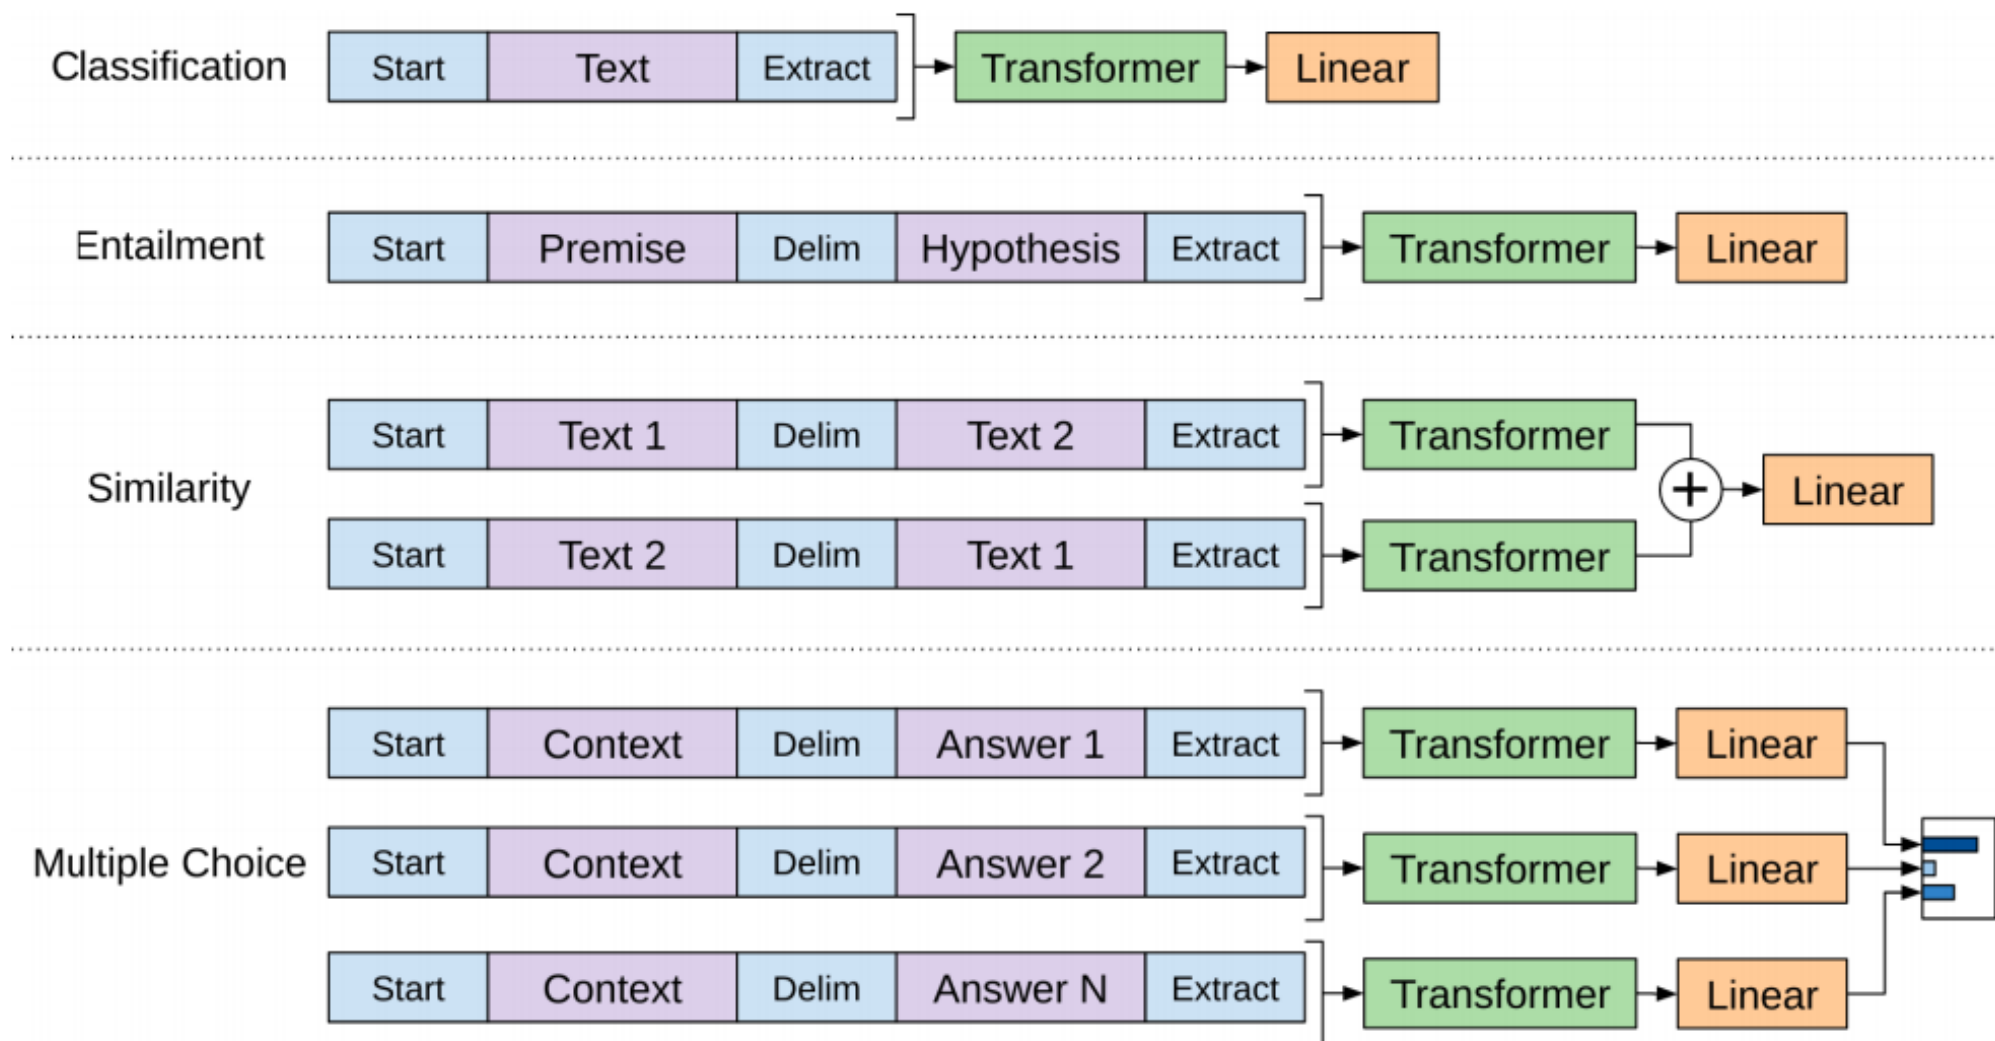 Classification Start Text Extract Transformer Linear
Entailment Start Premise Delim Hypothesis Extract Transformer Linear
Start Text 1 Delim Text 2 Extract Transformer
Similarity + Linear
Start Text 2 Delim Text 1 Extract Transformer
Start Context Delim Answer 1 Extract Transformer Linear
Multiple Choice Start Context Delim Answer 2 Extract Transformer Linear
Start Context Delim Answer N Extract Transformer Linear